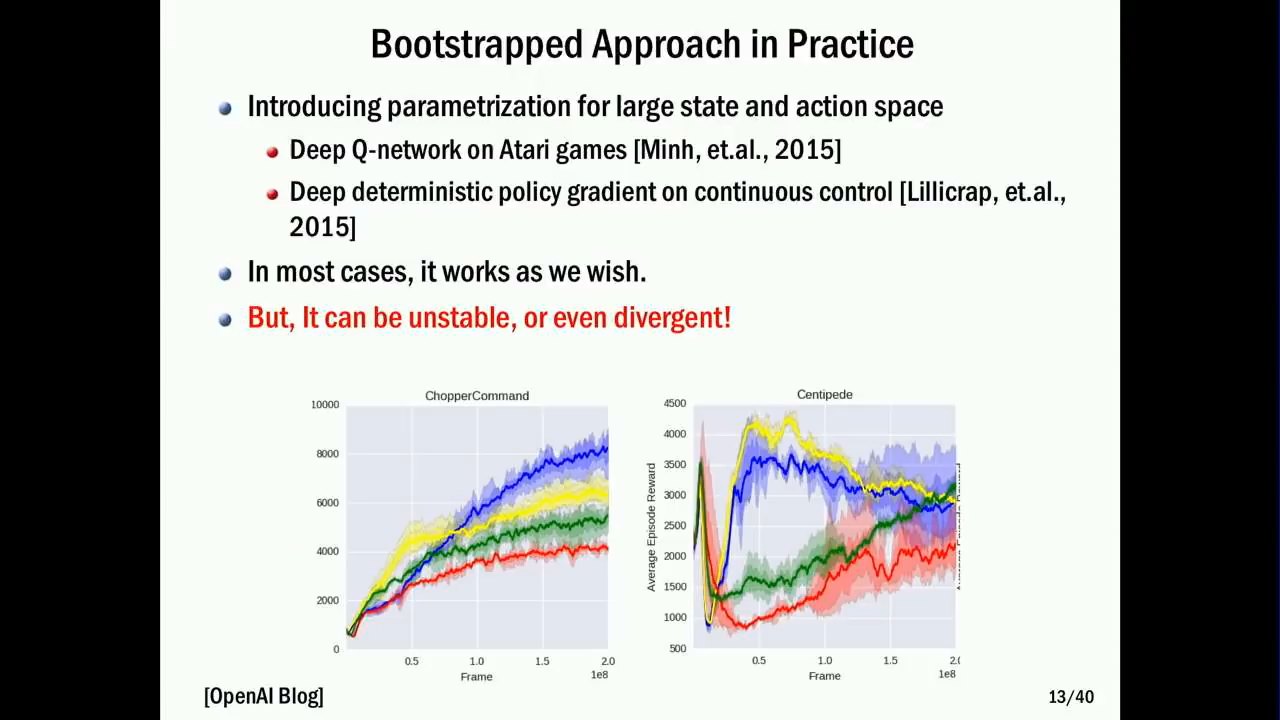 Bootstrapped Approach in Practice
Introducing parametrization for large state and action space
Deep Q-network on Atari games [Minh, et.al., 2015]
Deep deterministic policy gradient on continuous control [Lillicrap, et.al.,
2015]
In most cases, it works as we wish.
But, It can be unstable, or even divergent!
ChopperCommand
10000
8000
6000
4000
2000
0
0.5 1.0 1.5 2.0
1e8
Frame
Centipede
Average Episode Reward
4500
4000
3500
3000
2500
2000
1500
1000
500
0.5 1.0 1.5
1e8
Frame
[OpenAI Blog]
13/40